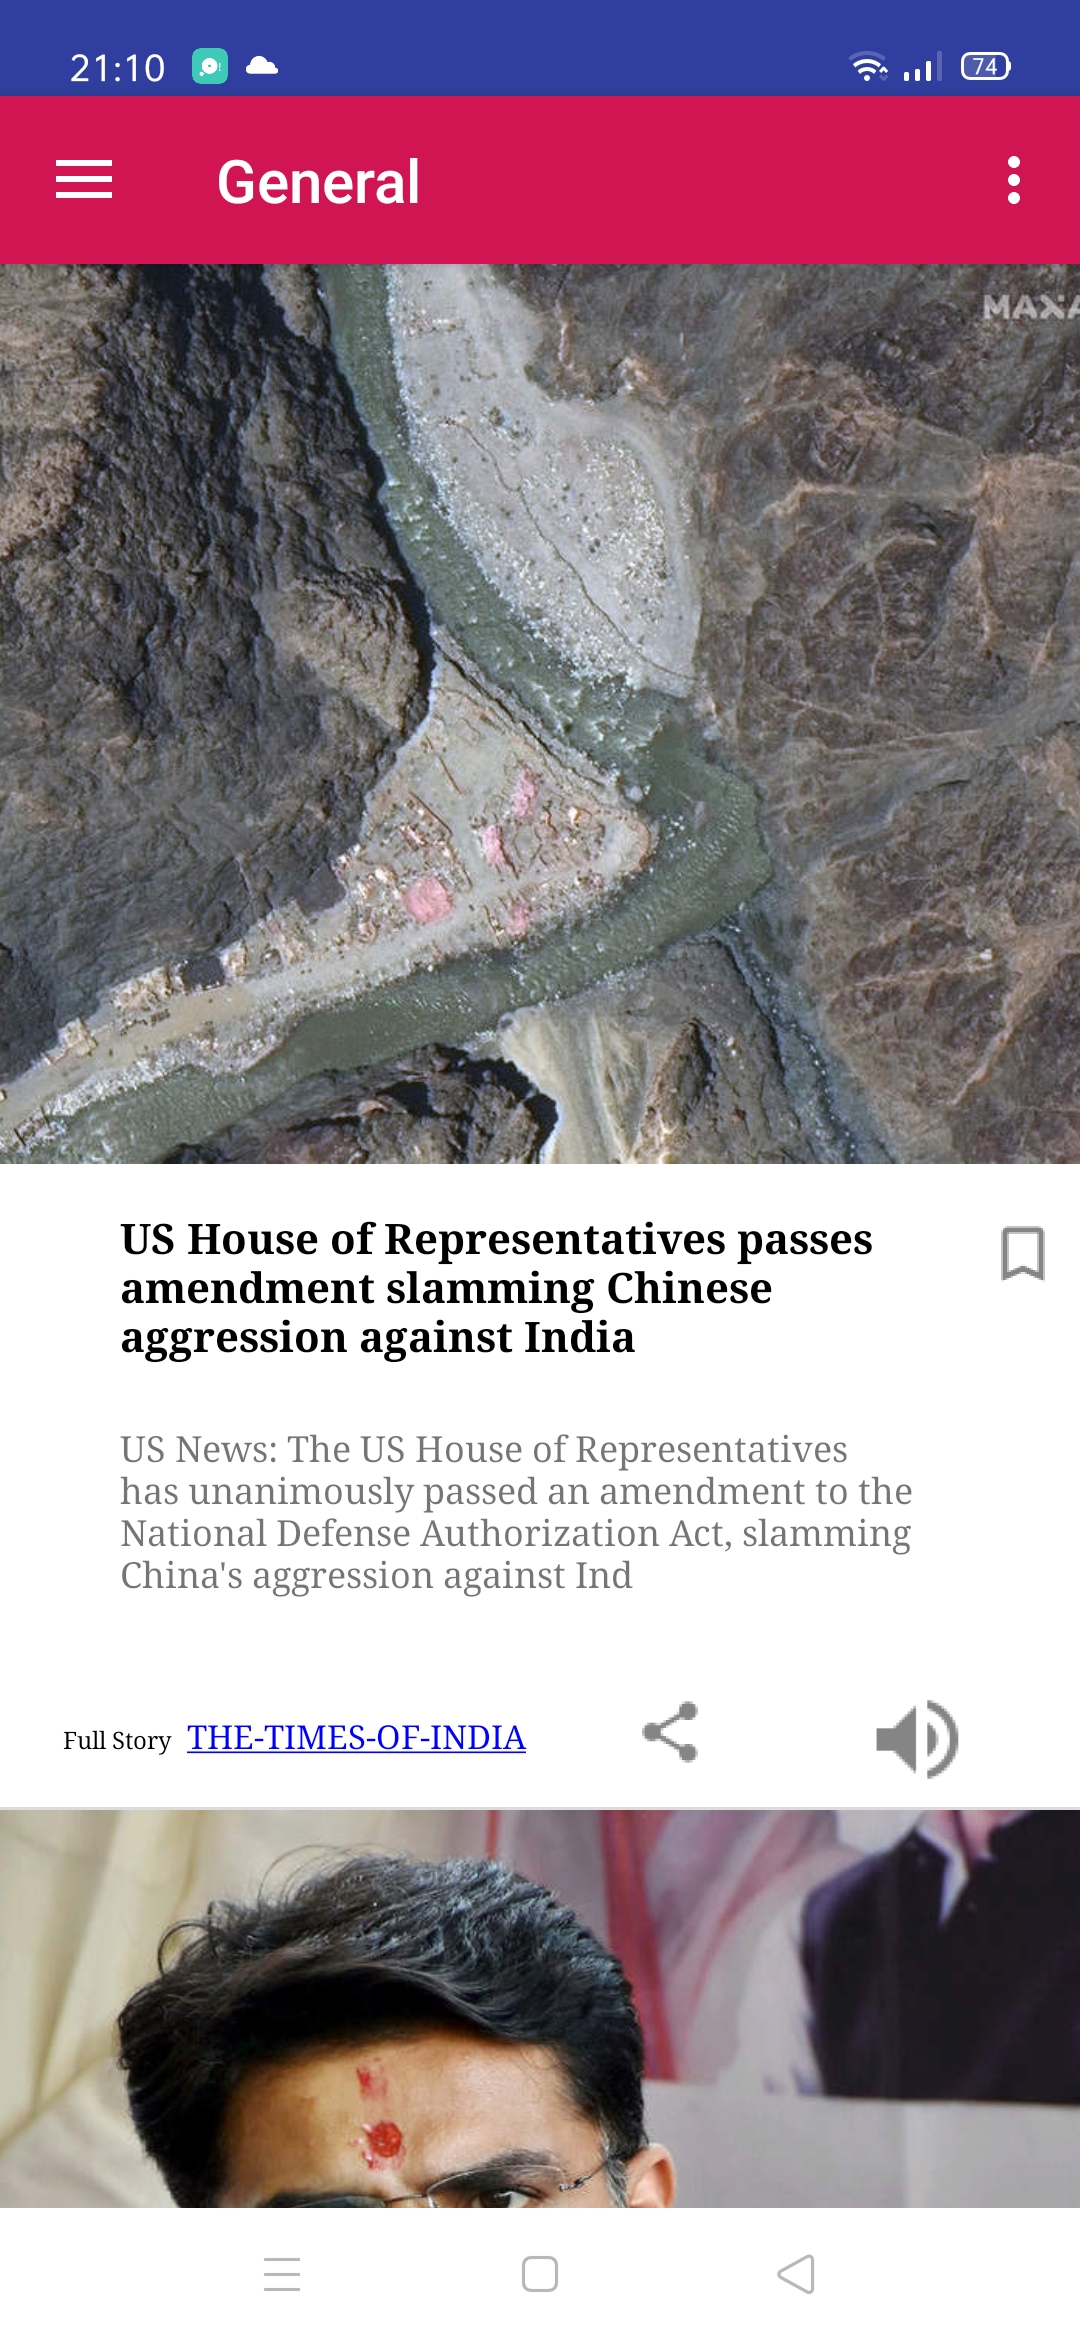 21:10
74
General
US House of Representatives passes
amendment slamming Chinese
aggression against India
US News: The US House of Representatives
has unanimously passed an amendment to the
National Defense Authorization Act, slamming
China's aggression against Ind
Full Story THE-TIMES-OF-INDIA